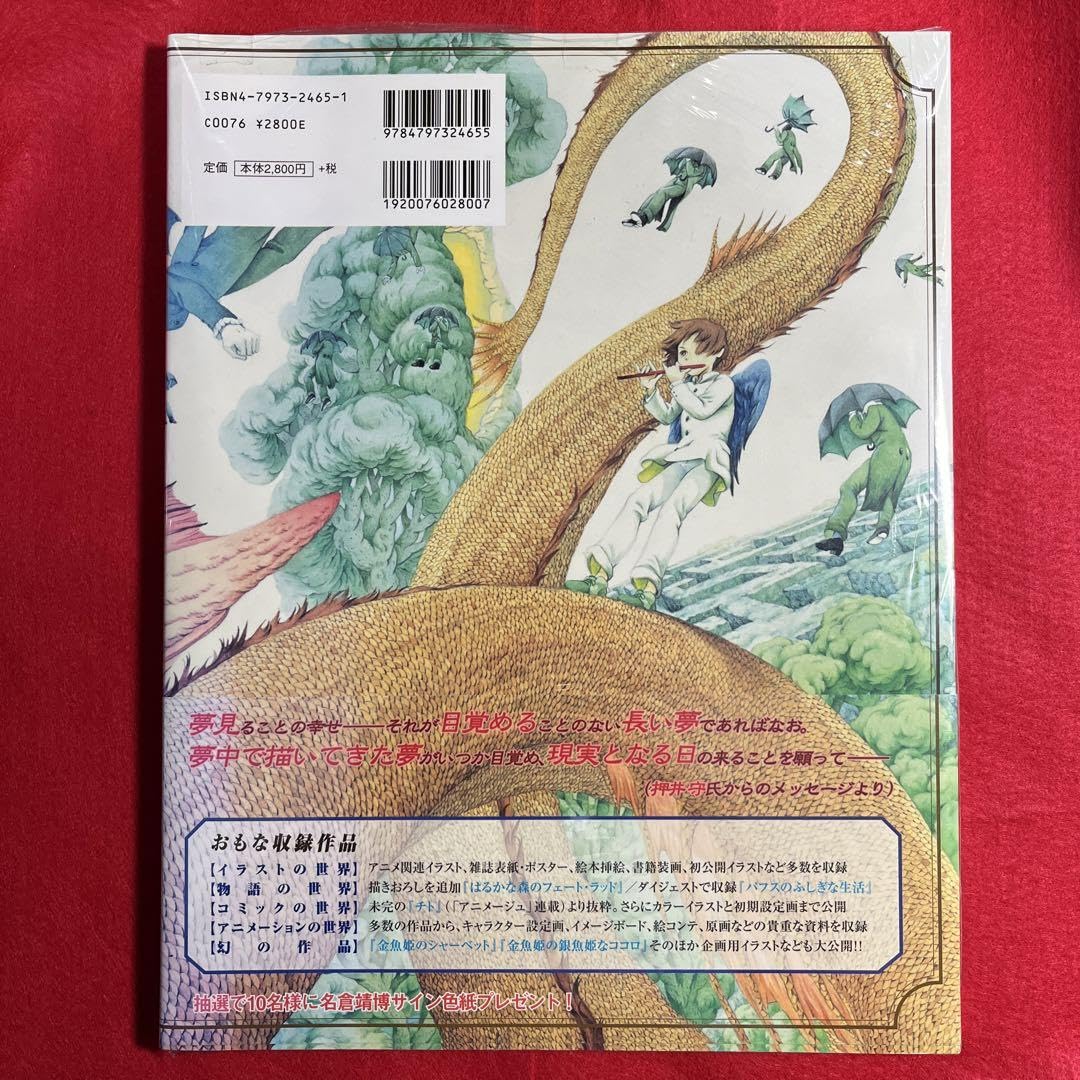 ISBN4-7973-2465-1
C0076 ¥2800E
定価 本体2,800円 +税
9784797324655
1920076028007
夢見ることの幸せ──それが目覚めることのない長い夢であればなお。
夢中で描いてきた夢がいつか目覚め、現実となる日の来ることを願って──
(押井 守氏からのメッセージより)
おもな収録作品
【イラストの世界】アニメ関連イラスト、雑誌表紙・ポスター、絵本挿絵、書籍装画、初公開イラストなど多数を収録
【物語の世界】描きおろしを追加『はるかな森のフェート・ラッド』／ダイジェストで収録『パフスのふしぎな生活』
【コミックの世界】未完の『チト』(「アニメージュ」連載)より抜粋。さらにカラーイラストと初期設定画まで公開
【アニメーションの世界】多数の作品から、キャラクター設定画、イメージボード、絵コンテ、原画などの貴重な資料を収録
【幻の作品】『金魚姫のシャーベット』『金魚姫の銀魚姫なココロ』そのほか企画用イラストなども大公開!!
抽選で10名様に名倉靖博サイン色紙プレゼント！